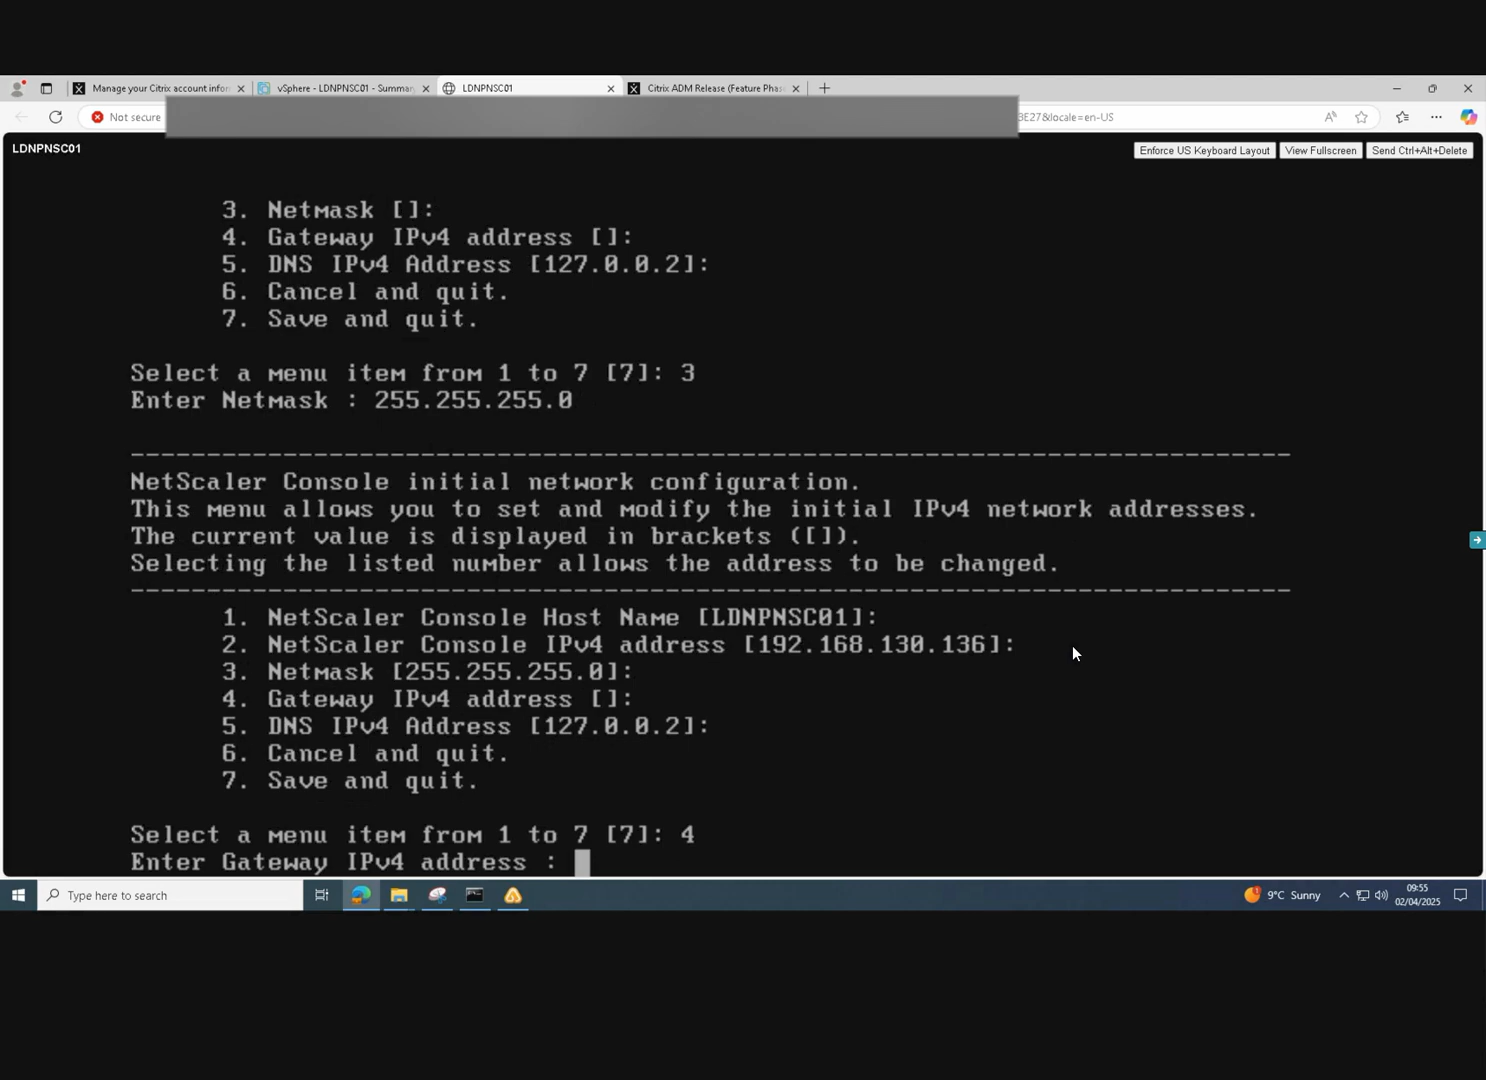 Manage your Citrix account infor
vSphere - LDNPNSC01 - Summar
LDNPNSC01
Citrix ADM Release (Feature Phas
Not secure
3E27&locale=en-US
LDNPNSC01
Enforce US Keyboard Layout
View Fullscreen
Send Ctrl+Alt+Delete
3. Netmask []:
4. Gateway IPv4 address []:
5. DNS IPv4 Address [127.0.0.2]:
6. Cancel and quit.
7. Save and quit.
Select a menu item from 1 to 7 [7]: 3
Enter Netmask : 255.255.255.0
NetScaler Console initial network configuration.
This menu allows you to set and modify the initial IPv4 network addresses.
The current value is displayed in brackets ([]).
Selecting the listed number allows the address to be changed.
1. NetScaler Console Host Name [LDNPNSC01]:
2. NetScaler Console IPv4 address [192.168.130.136]:
3. Netmask [255.255.255.0]:
4. Gateway IPv4 address []:
5. DNS IPv4 Address [127.0.0.2]:
6. Cancel and quit.
7. Save and quit.
Select a menu item from 1 to 7 [7]: 4
Enter Gateway IPv4 address :
Type here to search
9°C Sunny
09:55
02/04/2025